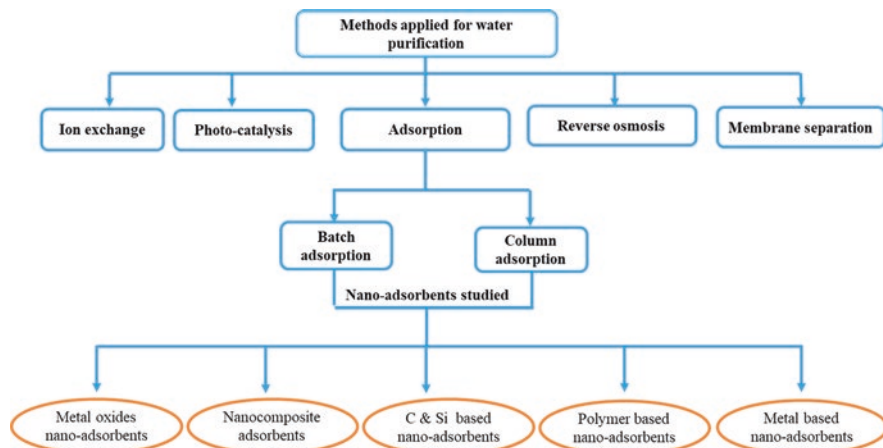 Methods applied for water
purification
Ion exchange
Photo-catalysis
Adsorption
Reverse osmosis
Membrane separation
Batch
adsorption
Column
adsorption
Nano-adsorbents studied
Metal oxides
nano-adsorbents
Nanocomposite
adsorbents
C & Si based
nano-adsorbents
Polymer based
nano-adsorbents
Metal based
nano-adsorbents